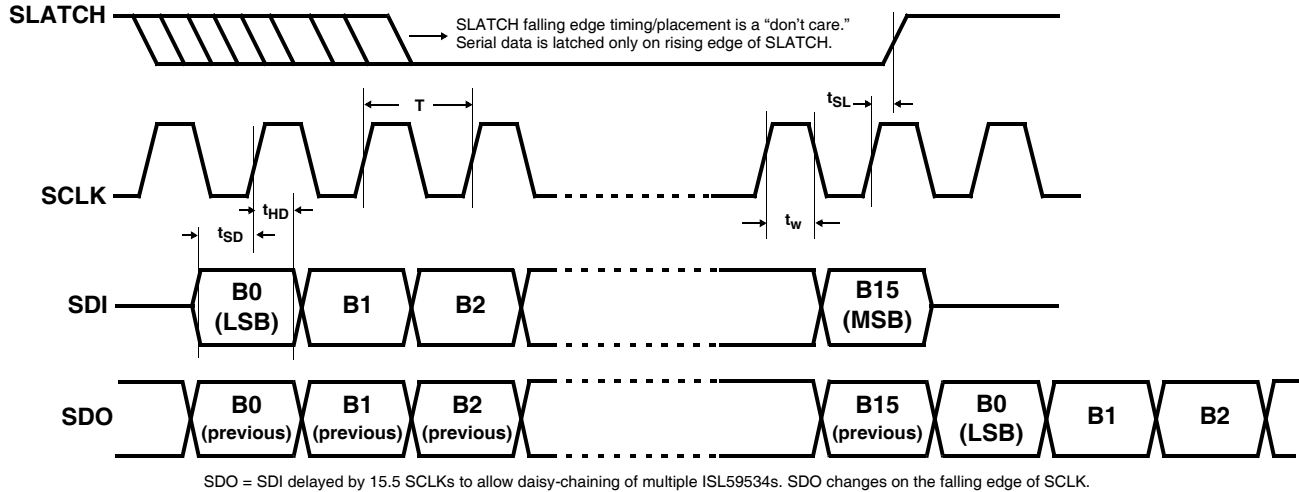 SLATCH
SLATCH falling edge timing/placement is a “don't care.”
Serial data is latched only on rising edge of SLATCH.
T
tSL
SCLK
tHD
tSD
tw
SDI
B0
(LSB)
B1
B2
B15
(MSB)
SDO
B0
(previous)
B1
(previous)
B2
(previous)
B15
(previous)
B0
(LSB)
B1
B2
SDO = SDI delayed by 15.5 SCLKs to allow daisy-chaining of multiple ISL59534s. SDO changes on the falling edge of SCLK.